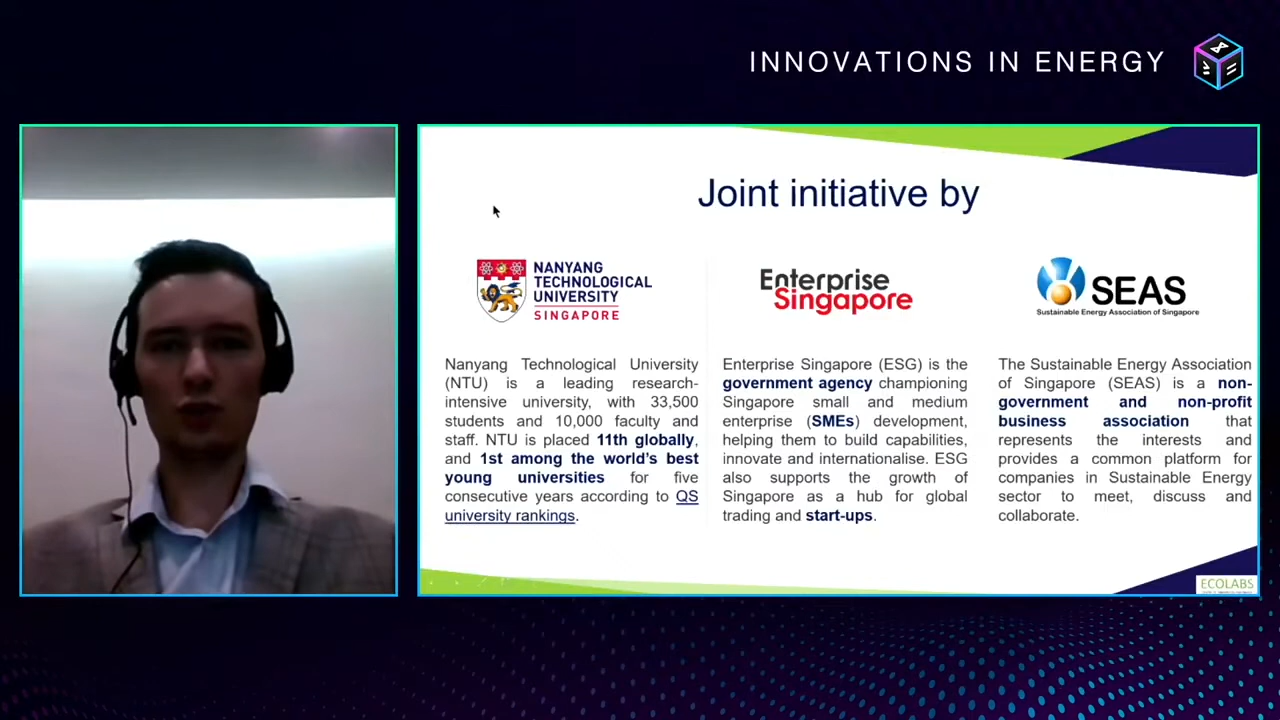 INNOVATIONS IN ENERGY
Joint initiative by
NANYANG
TECHNOLOGICAL
UNIVERSITY
SINGAPORE
Nanyang Technological University
(NTU) is a leading research-
intensive university, with 33,500
students and 10,000 faculty and
staff. NTU is placed 11th globally,
and 1st among the world's best
young universities for five
consecutive years according to QS
university rankings.
Enterprise
Singapore
Enterprise Singapore (ESG) is the
government agency championing
Singapore small and medium
enterprise (SMEs) development,
helping them to build capabilities,
innovate and internationalise. ESG
also supports the growth of
Singapore as a hub for global
trading and start-ups.
SEAS
Sustainable Energy Association of Singapore
The Sustainable Energy Association
of Singapore (SEAS) is a non-
government and non-profit
business association that
represents the interests and
provides a common platform for
companies in Sustainable Energy
sector to meet, discuss and
collaborate.
ECOLABS